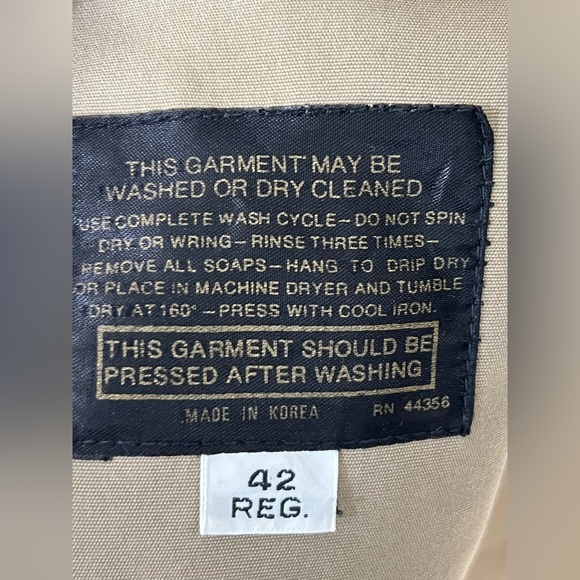 THIS GARMENT MAY BE
WASHED OR DRY CLEANED
USE COMPLETE WASH CYCLE—DO NOT SPIN
DRY OR WRING—RINSE THREE TIMES—
REMOVE ALL SOAPS—HANG TO DRIP DRY
OR PLACE IN MACHINE DRYER AND TUMBLE
DRY AT 160° —PRESS WITH COOL IRON.
THIS GARMENT SHOULD BE
PRESSED AFTER WASHING
MADE IN KOREA RN 44356
42
REG.